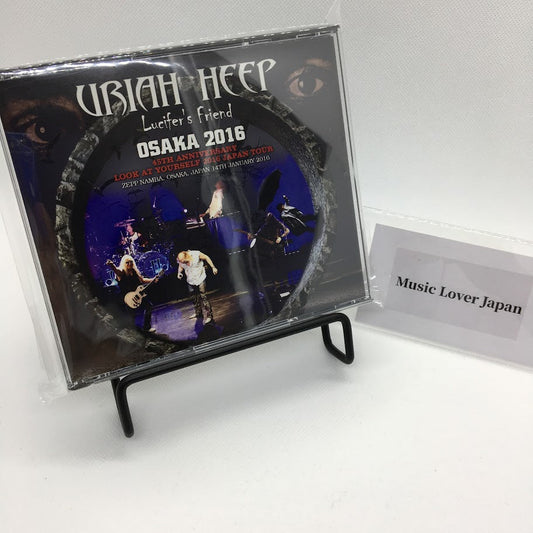 URIAH HEEP
Lucifer's Friend
OSAKA 2016
45TH ANNIVERSARY
LOOK AT YOURSELF 2016 JAPAN TOUR
ZEPP NAMBA, OSAKA, JAPAN 14TH JANUARY 2016
Music Lover Japan